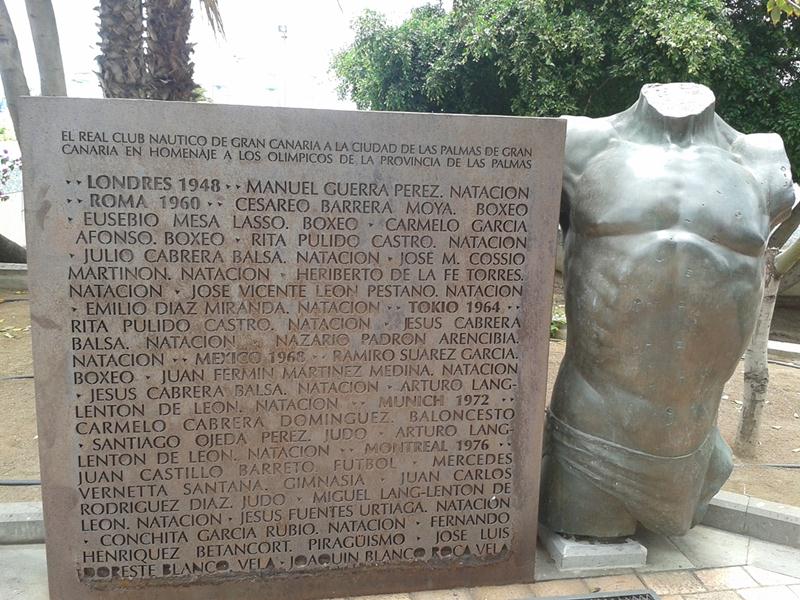 EL REAL CLUB NAUTICO DE GRAN CANARIA A LA CIUDAD DE LAS PALMAS DE GRAN
CANARIA EN HOMENAJE A LOS OLIMPICOS DE LA PROVINCIA DE LAS PALMAS
·· LONDRES 1948 ·· MANUEL GUERRA PEREZ. NATACION
·· ROMA 1960 ·· CESAREO BARRERA MOYA. BOXEO
· EUSEBIO MESA LASSO. BOXEO · CARMELO GARCIA
AFONSO. BOXEO · RITA PULIDO CASTRO. NATACION
· JULIO CABRERA BALSA. NATACION · JOSÉ M. COSSIO
MARTINON. NATACION · HERIBERTO DE LA FE TORRES.
NATACION · JOSE VICENTE LEON PESTANO. NATACION
· EMILIO DIAZ MIRANDA. NATACION ·· TOKIO 1964 ··
RITA PULIDO CASTRO. NATACION · JESUS CABRERA
BALSA. NATACION · NAZARIO PADRON ARENCIBIA.
NATACION ·· MEXICO 1968 ·· RAMIRO SUAREZ GARCIA.
BOXEO · JUAN FERMIN MARTINEZ MEDINA. NATACION
· JESUS CABRERA BALSA. NATACION · ARTURO LANG-
LENTON DE LEON. NATACION ·· MUNICH 1972 ··
CARMELO CABRERA DOMINGUEZ. BALONCESTO
· SANTIAGO OJEDA PEREZ. JUDO · ARTURO LANG-
LENTON DE LEON. NATACION ·· MONTREAL 1976 ··
JUAN CASTILLO BARRETO. FUTBOL · MERCEDES
VERNETTA SANTANA. GIMNASIA · JUAN CARLOS
RODRIGUEZ DIAZ. JUDO · MIGUEL LANG-LENTON DE
LEON. NATACION · JESUS FUENTES URTIAGA. NATACION
· CONCHITA GARCIA RUBIO. NATACION · FERNANDO
HENRIQUEZ BETANCORT. PIRAGÜISMO · JOSE LUIS
DORESTE BLANCO. VELA · JOAQUIN BLANCO ROCA VELA